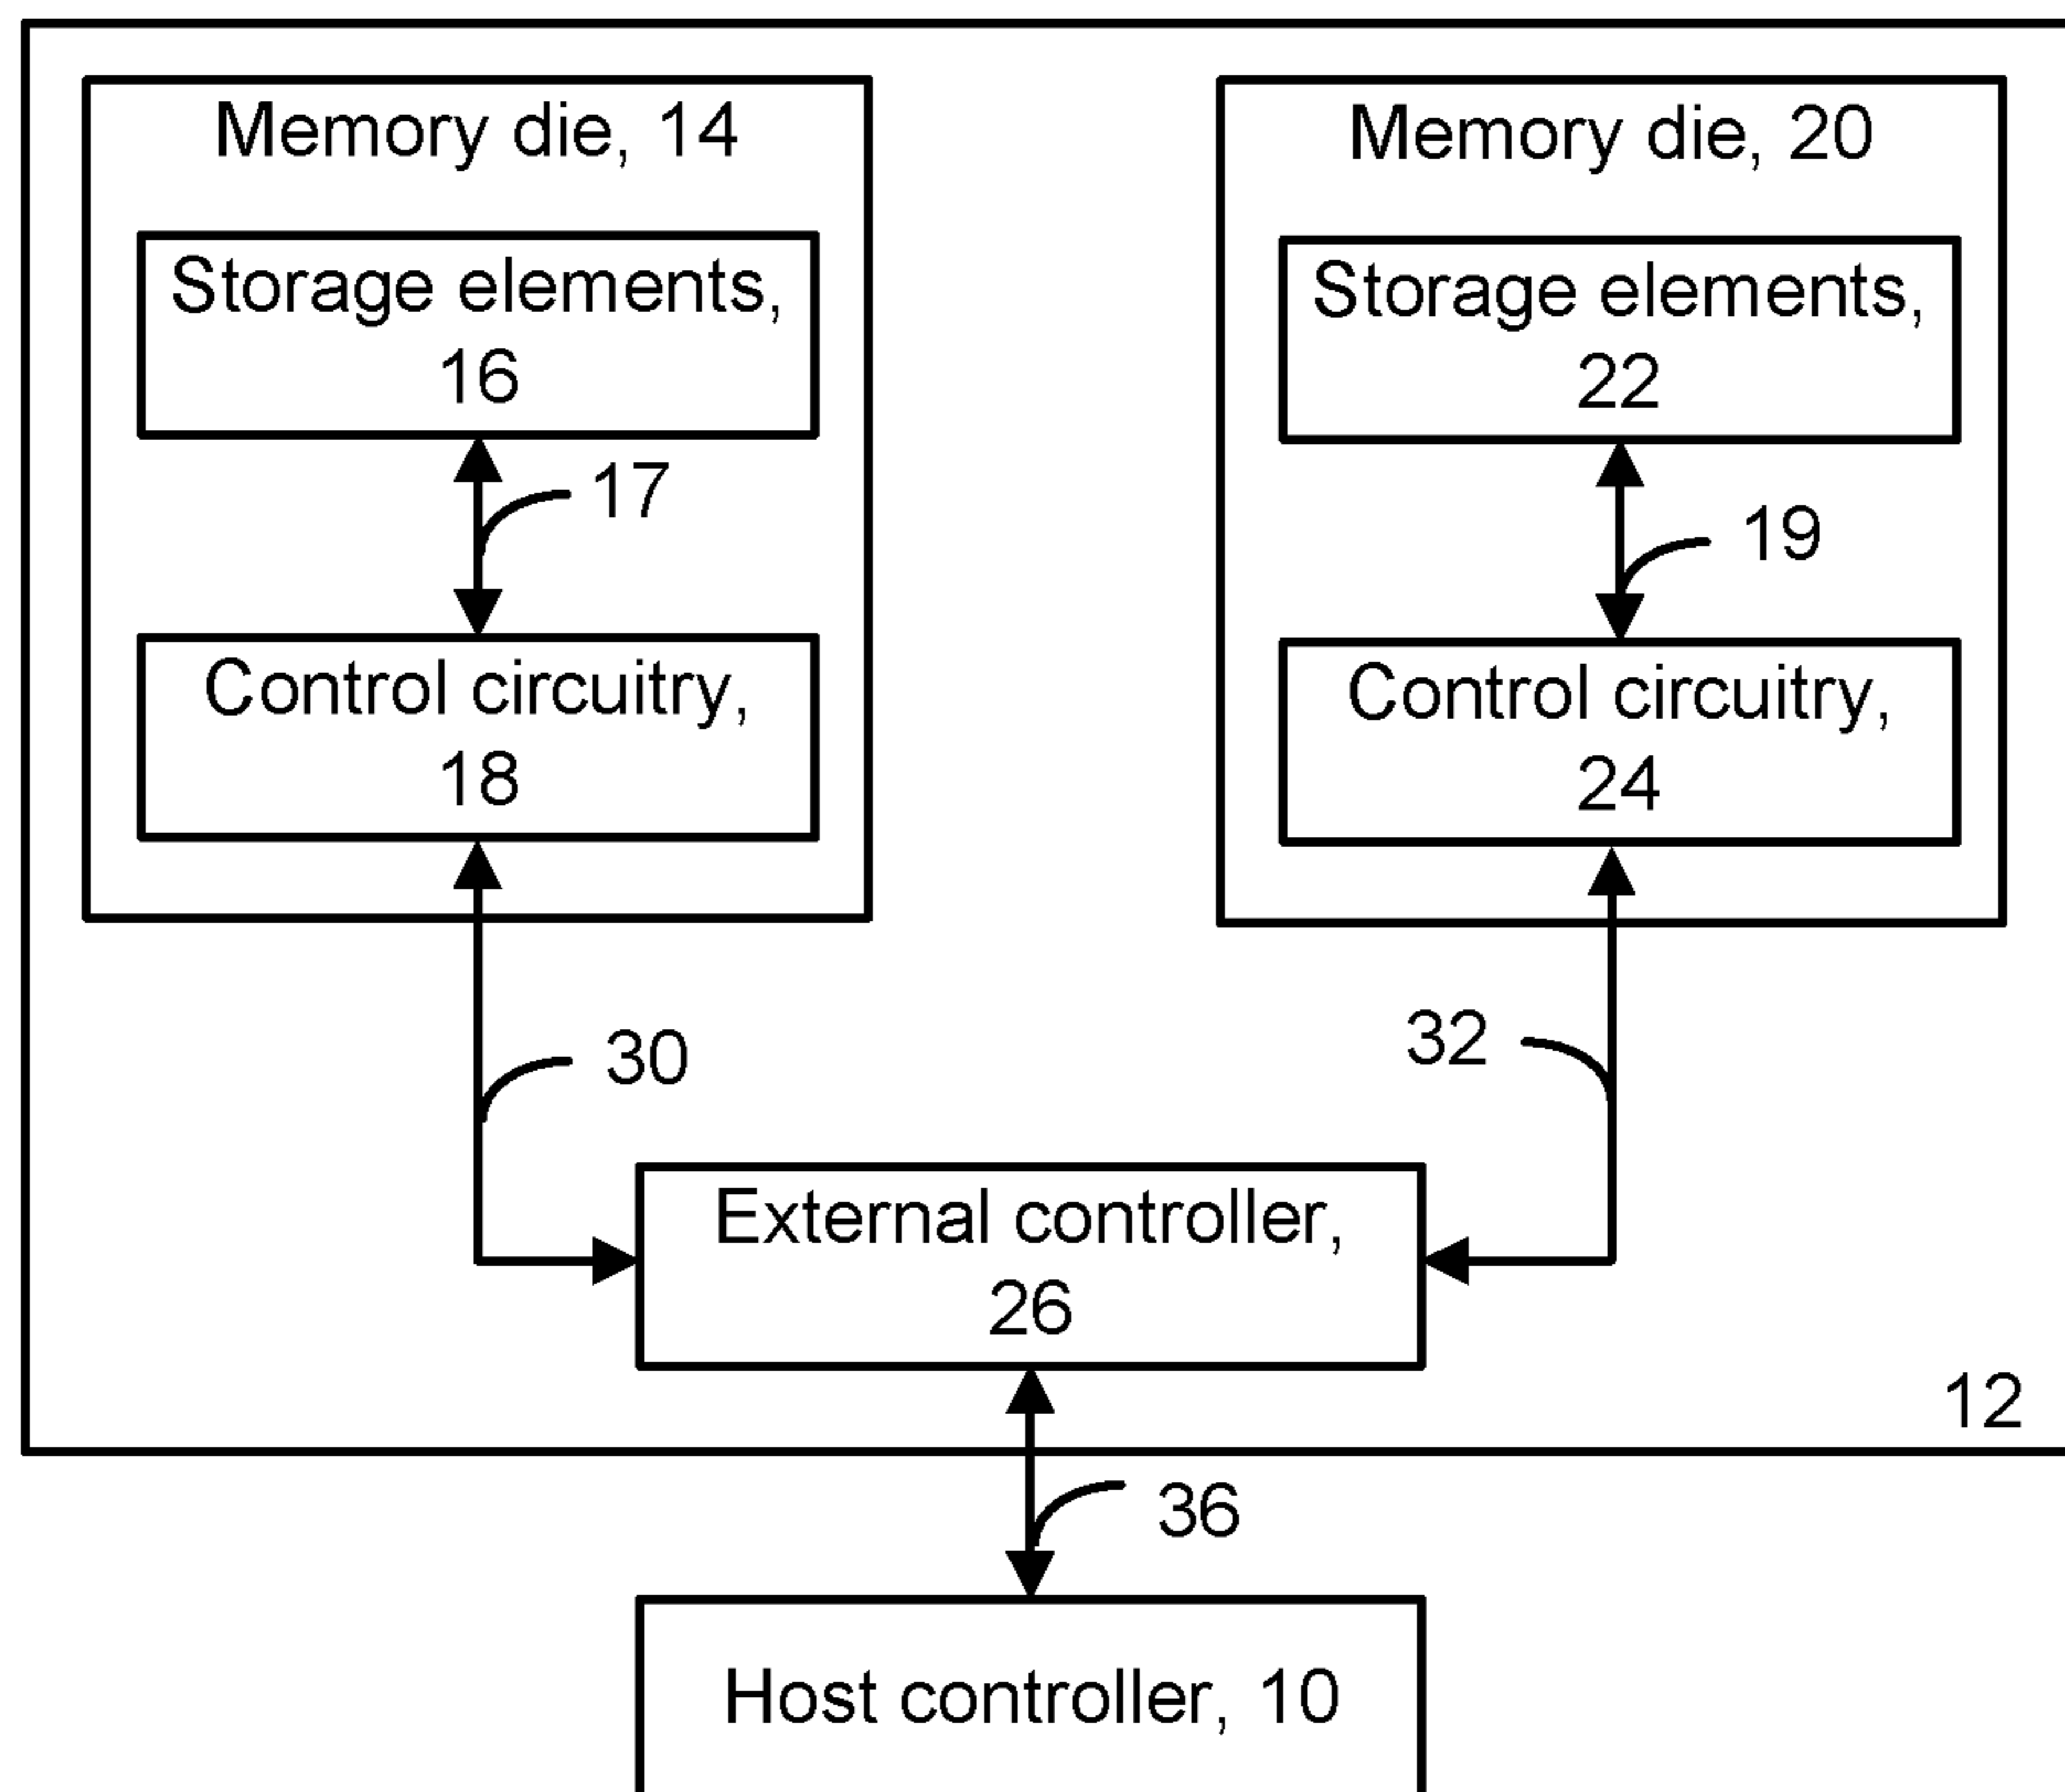 Memory die, 14
Storage elements,
16
17
Control circuitry,
18
Memory die, 20
Storage elements,
22
19
Control circuitry,
24
30
32
External controller,
26
12
36
Host controller, 10